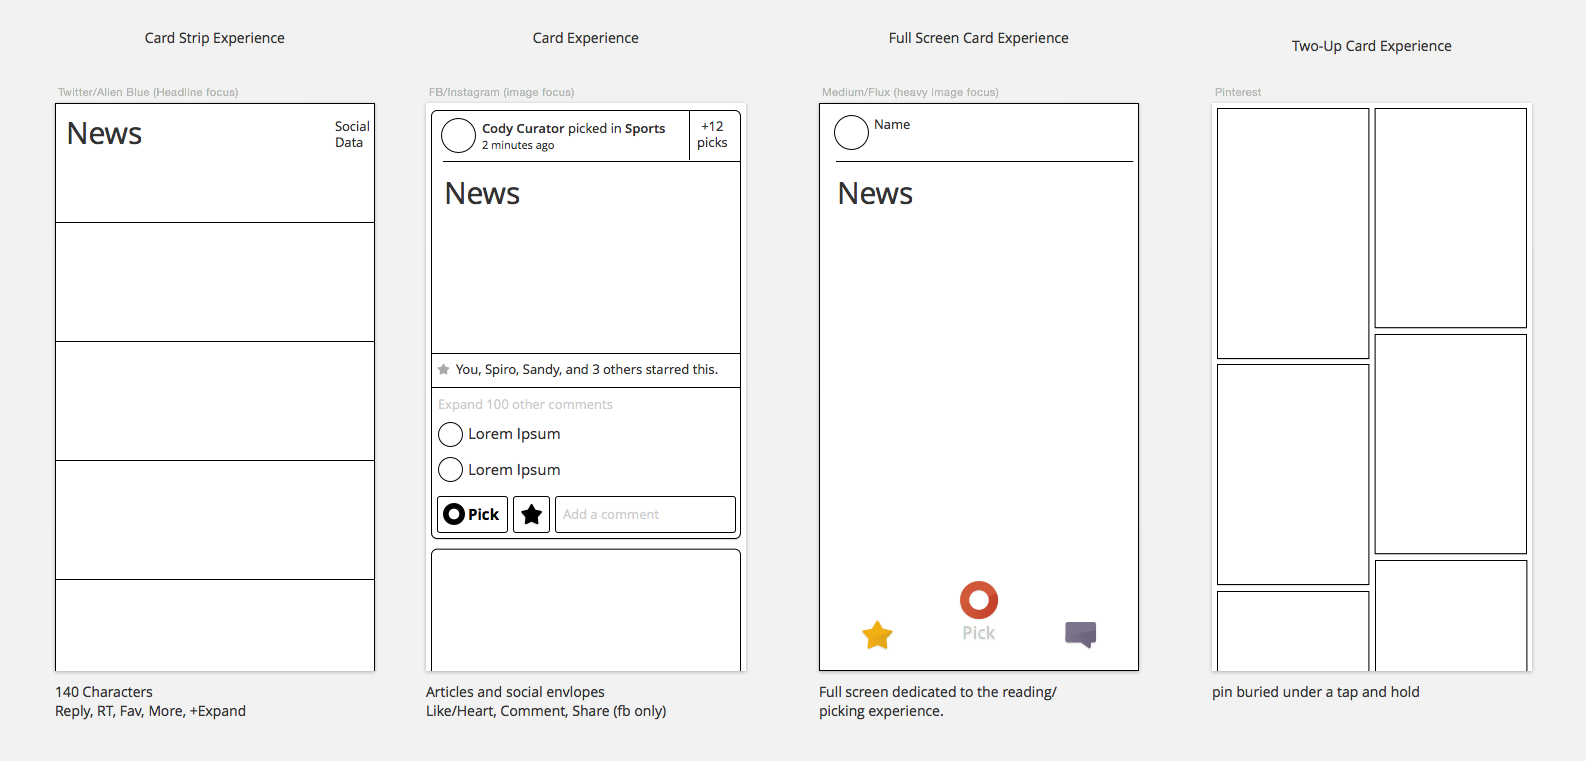 Card Strip Experience
Twitter/Alien Blue (Headline focus)
News
Social
Data
140 Characters
Reply, RT, Fav, More, +Expand
Card Experience
FB/Instagram (image focus)
Cody Curator picked in Sports
2 minutes ago
+12
picks
News
You, Spiro, Sandy, and 3 others starred this.
Expand 100 other comments
Lorem Ipsum
Lorem Ipsum
Pick
Add a comment
Articles and social envlopes
Like/Heart, Comment, Share (fb only)
Full Screen Card Experience
Medium/Flux (heavy image focus)
Name
News
Pick
Full screen dedicated to the reading/
picking experience.
Two-Up Card Experience
Pinterest
pin buried under a tap and hold